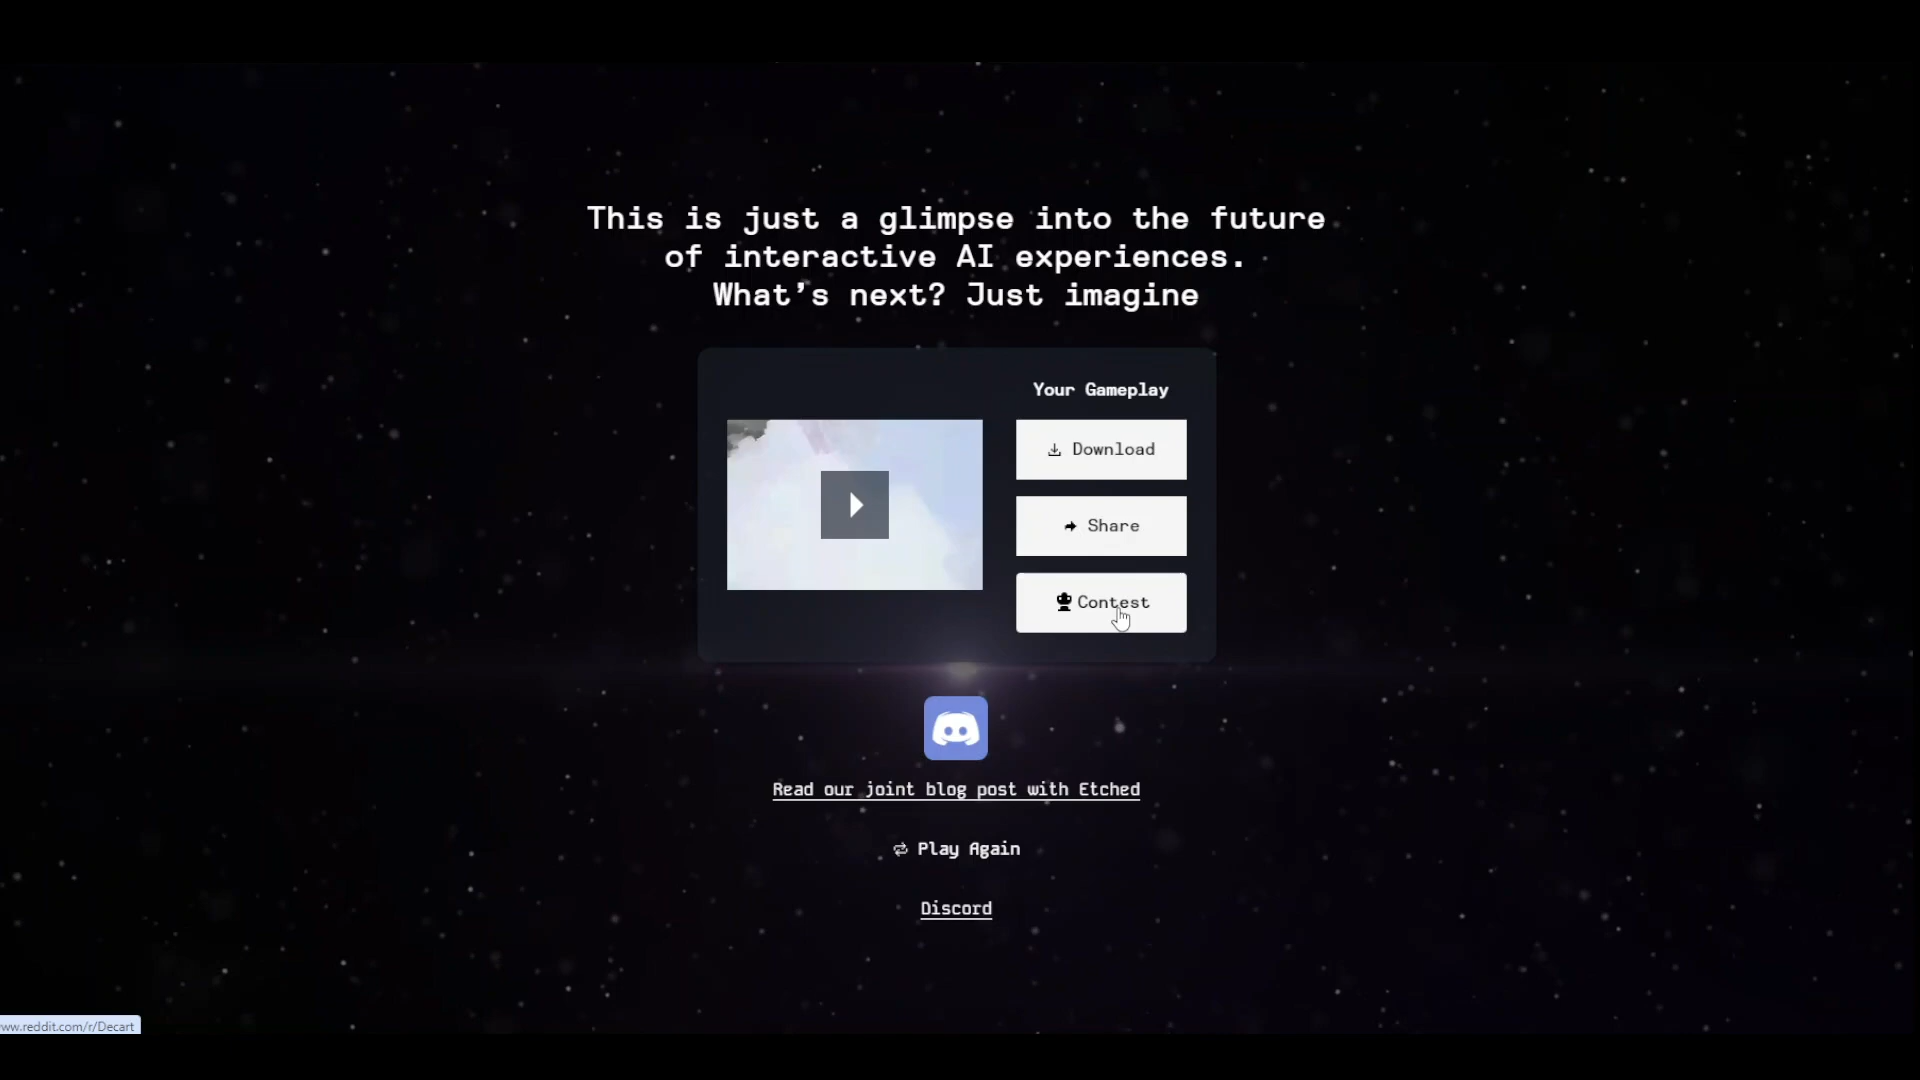 This is just a glimpse into the future
of interactive AI experiences.
What’s next? Just imagine
Your Gameplay
Download
Share
Contest
Read our joint blog post with Etched
Play Again
Discord
ww.reddit.com/r/Decart